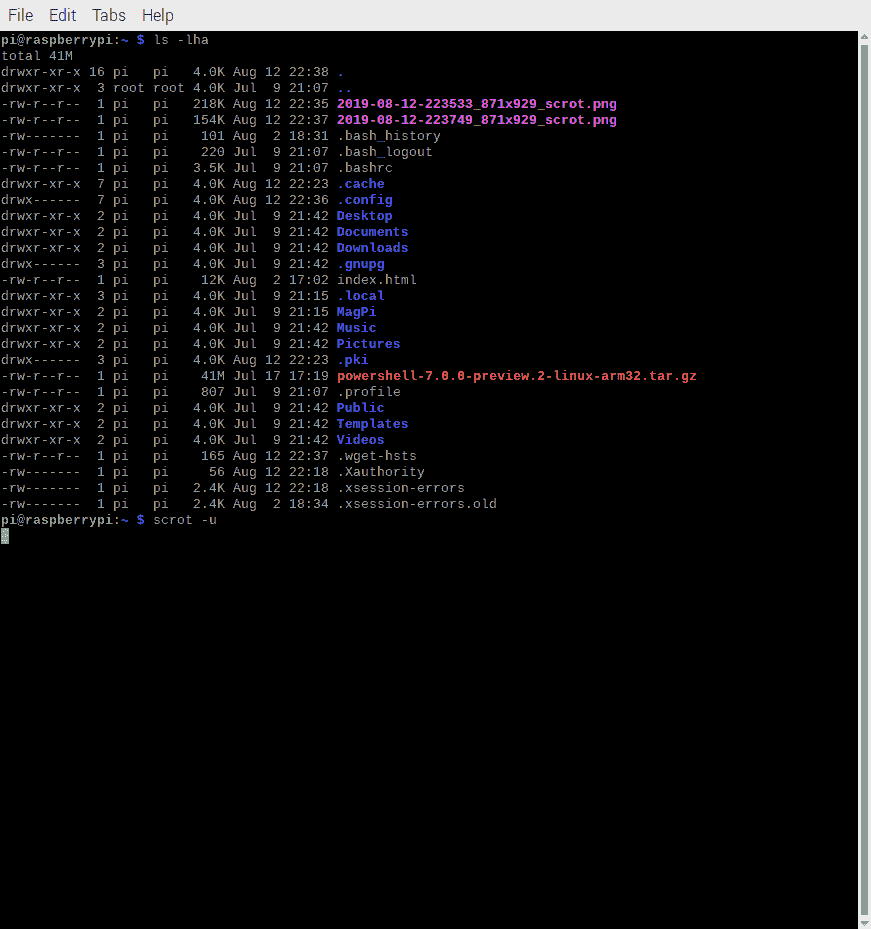 File Edit Tabs Help
pi@raspberrypi:~ $ ls -lha
total 41M
drwxr-xr-x 16 pi   pi   4.0K Aug 12 22:38 .
drwxr-xr-x  3 root root 4.0K Jul  9 21:07 ..
-rw-r--r--  1 pi   pi   218K Aug 12 22:35 2019-08-12-223533_871x929_scrot.png
-rw-r--r--  1 pi   pi   154K Aug 12 22:37 2019-08-12-223749_871x929_scrot.png
-rw-------  1 pi   pi    101 Aug  2 18:31 .bash_history
-rw-r--r--  1 pi   pi    220 Jul  9 21:07 .bash_logout
-rw-r--r--  1 pi   pi   3.5K Jul  9 21:07 .bashrc
drwxr-xr-x  7 pi   pi   4.0K Aug 12 22:23 .cache
drwx------  7 pi   pi   4.0K Aug 12 22:36 .config
drwxr-xr-x  2 pi   pi   4.0K Jul  9 21:42 Desktop
drwxr-xr-x  2 pi   pi   4.0K Jul  9 21:42 Documents
drwxr-xr-x  2 pi   pi   4.0K Jul  9 21:42 Downloads
drwx------  3 pi   pi   4.0K Jul  9 21:42 .gnupg
-rw-r--r--  1 pi   pi    12K Aug  2 17:02 index.html
drwxr-xr-x  3 pi   pi   4.0K Jul  9 21:15 .local
drwxr-xr-x  2 pi   pi   4.0K Jul  9 21:15 MagPi
drwxr-xr-x  2 pi   pi   4.0K Jul  9 21:42 Music
drwxr-xr-x  2 pi   pi   4.0K Jul  9 21:42 Pictures
drwx------  3 pi   pi   4.0K Aug 12 22:23 .pki
-rw-r--r--  1 pi   pi    41M Jul 17 17:19 powershell-7.0.0-preview.2-linux-arm32.tar.gz
-rw-r--r--  1 pi   pi    807 Jul  9 21:07 .profile
drwxr-xr-x  2 pi   pi   4.0K Jul  9 21:42 Public
drwxr-xr-x  2 pi   pi   4.0K Jul  9 21:42 Templates
drwxr-xr-x  2 pi   pi   4.0K Jul  9 21:42 Videos
-rw-------  1 pi   pi    165 Aug 12 22:37 .wget-hsts
-rw-------  1 pi   pi     56 Aug 12 22:18 .Xauthority
-rw-------  1 pi   pi   2.4K Aug 12 22:18 .xsession-errors
-rw-------  1 pi   pi   2.4K Aug  2 18:34 .xsession-errors.old
pi@raspberrypi:~ $ scrot -u